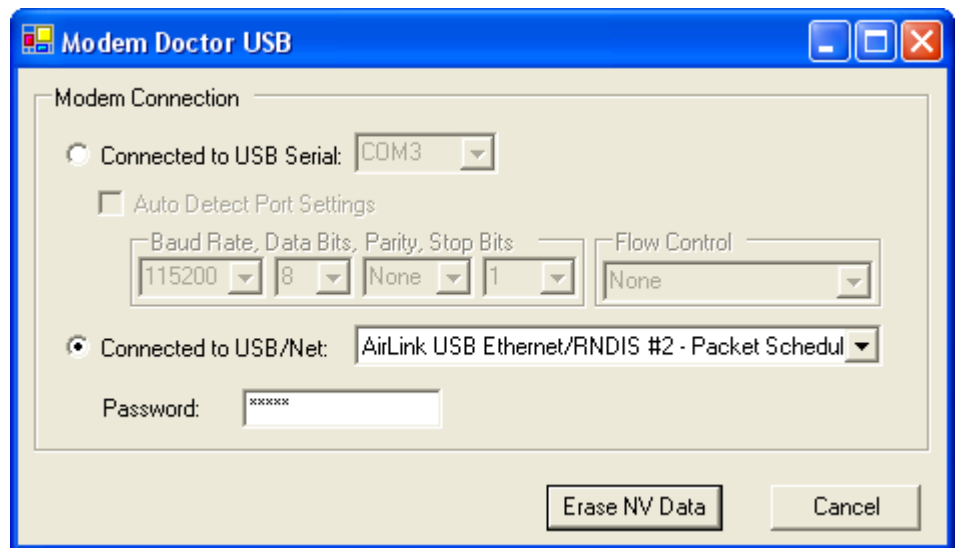 Modem Doctor USB
Modem Connection
Connected to USB Serial: COM3
Auto Detect Port Settings
Baud Rate, Data Bits, Parity, Stop Bits
Flow Control
115200 8 None 1
None
Connected to USB/Net: AirLink USB Ethernet/RNDIS #2 - Packet Schedul
Password: *****
Erase NV Data
Cancel